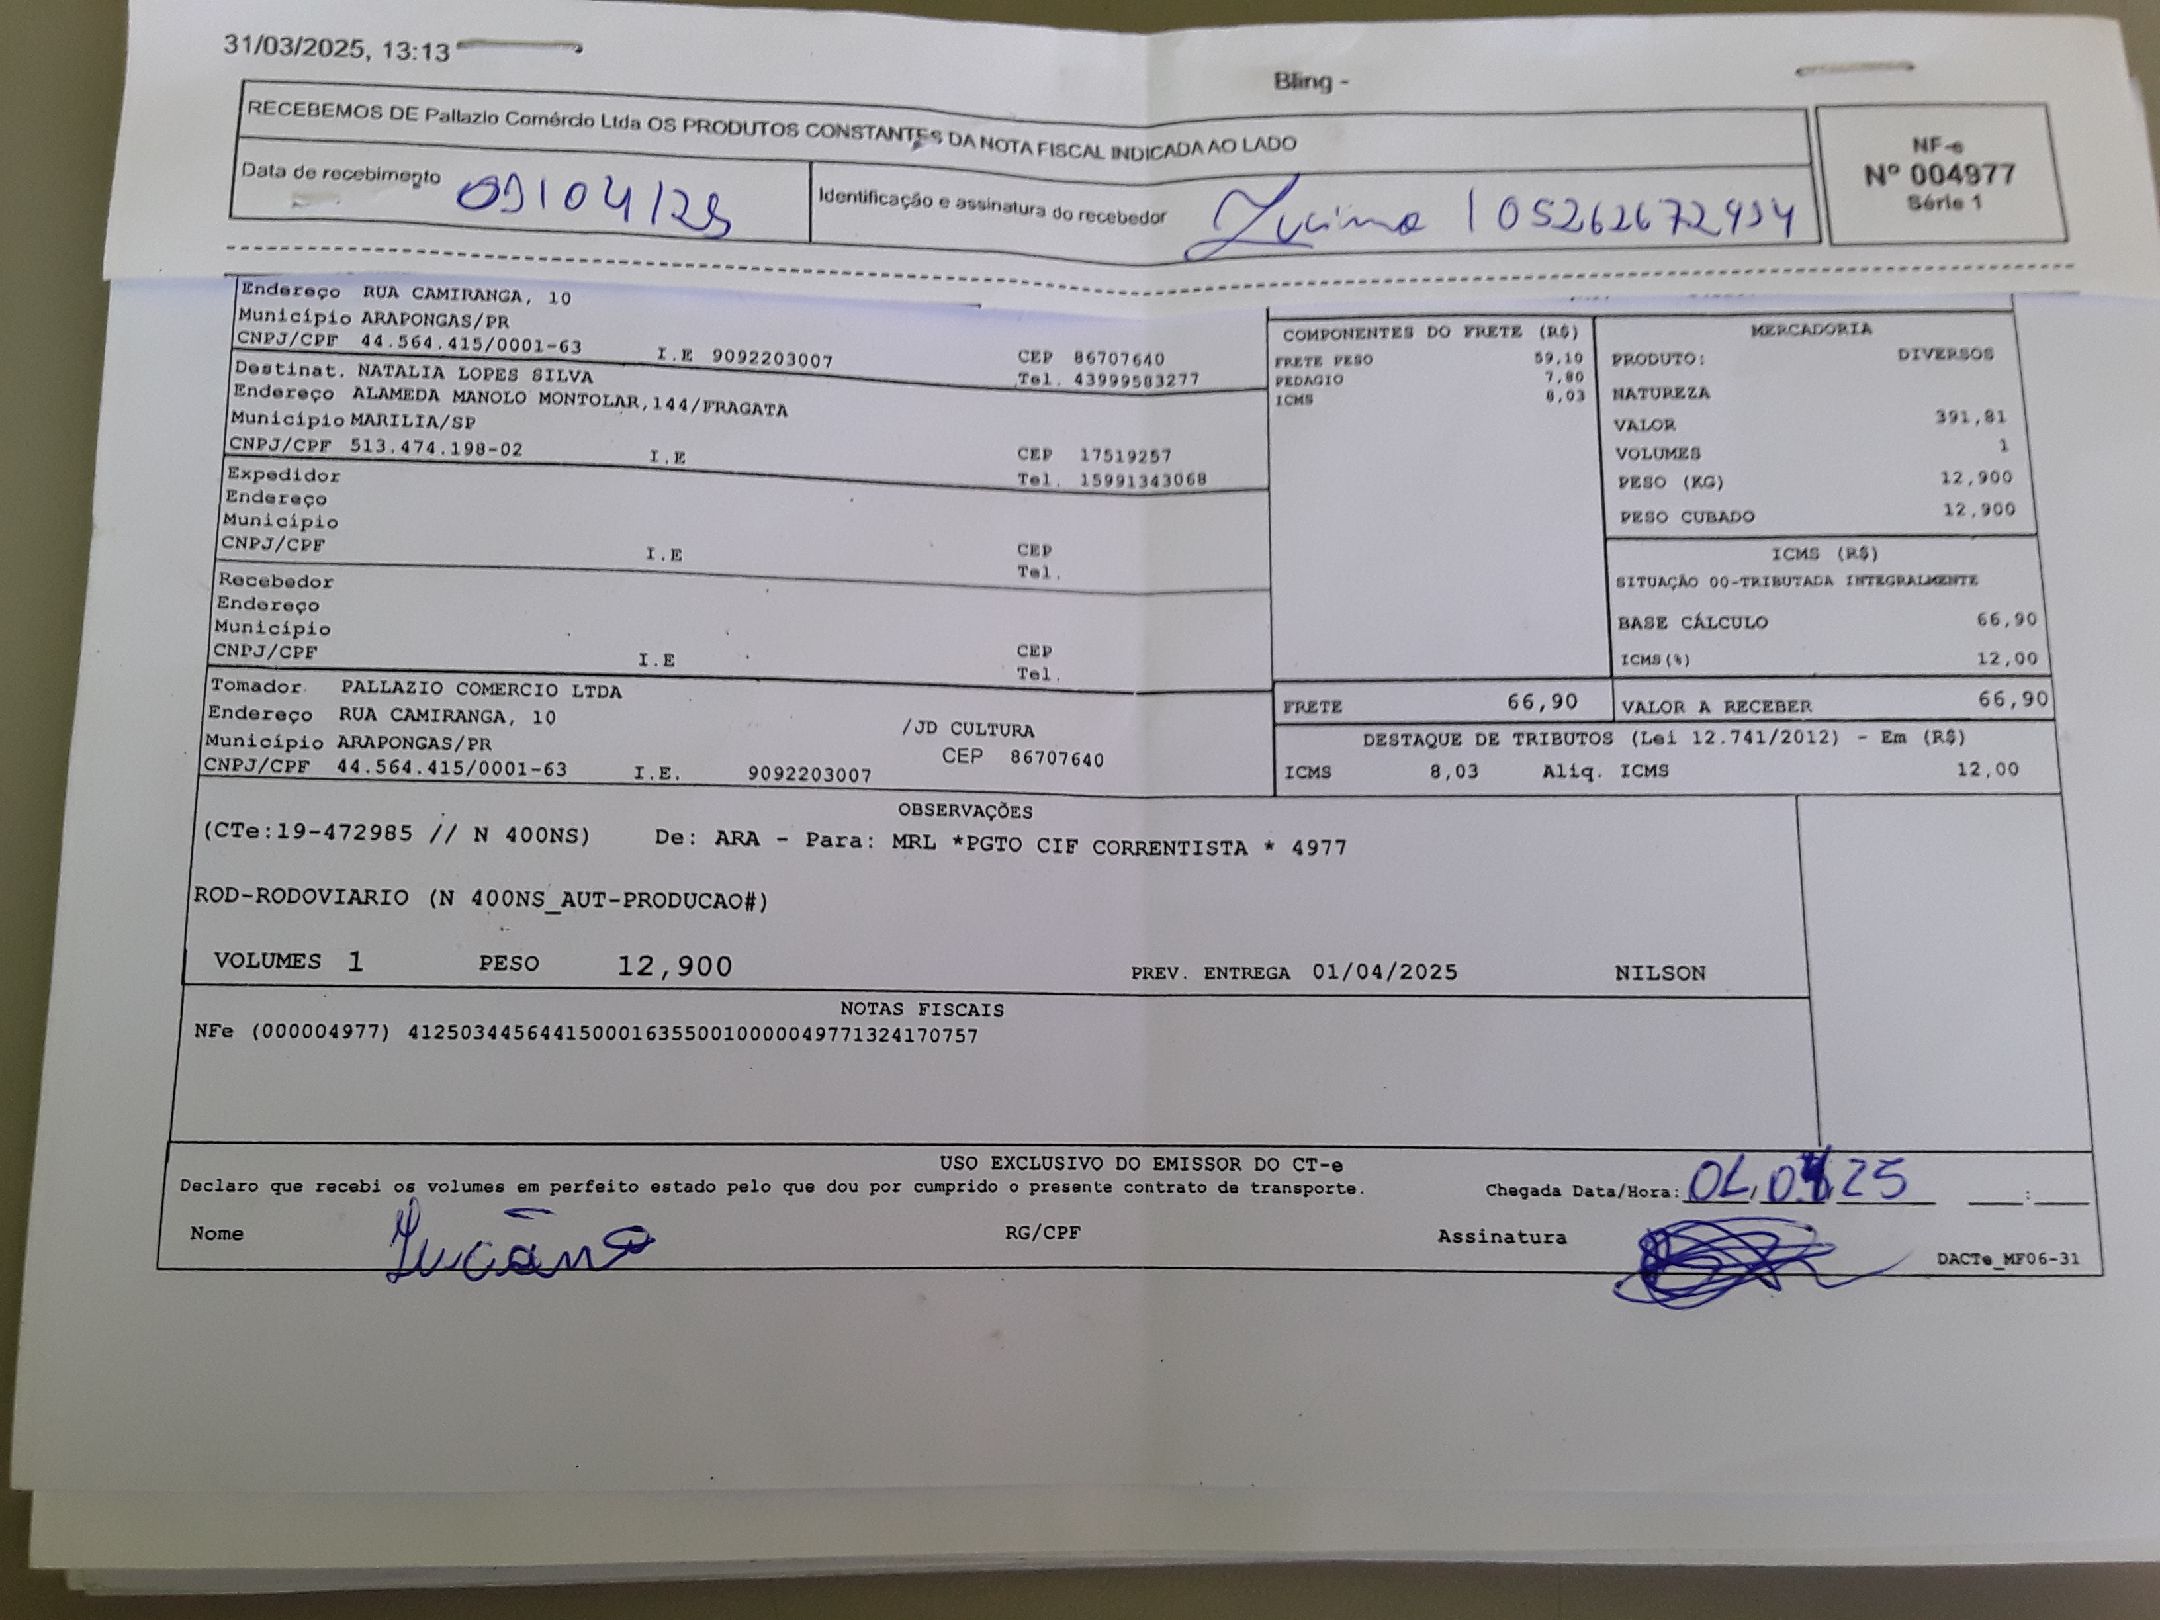 31/03/2025, 13:13
Bling -
RECEBEMOS DE Pallazio Comércio Ltda OS PRODUTOS CONSTANTES DA NOTA FISCAL INDICADA AO LADO
NF-e
Nº 004977
Série 1
Data de recebimento
Identificação e assinatura do recebedor
Endereço RUA CAMIRANGA, 10
Município ARAPONGAS/PR
CNPJ/CPF 44.564.415/0001-63 I.E 9092203007 CEP 86707640
Tel. 43999583277
Destinat. NATALIA LOPES SILVA
Endereço ALAMEDA MANOLO MONTOLAR,144/FRAGATA
Município MARILIA/SP
CNPJ/CPF 513.474.198-02 I.E CEP 17519257
Tel. 15991343068
Expedidor
Endereço
Município
CNPJ/CPF I.E CEP
Tel.
Recebedor
Endereço
Município
CNPJ/CPF I.E CEP
Tel.
Tomador PALLAZIO COMERCIO LTDA
Endereço RUA CAMIRANGA, 10 /JD CULTURA
Município ARAPONGAS/PR CEP 86707640
CNPJ/CPF 44.564.415/0001-63 I.E. 9092203007
COMPONENTES DO FRETE (R$)
FRETE PESO 59,10
PEDAGIO 7,80
ICMS 8,03
FRETE 66,90
MERCADORIA
PRODUTO: DIVERSOS
NATUREZA
VALOR 391,81
VOLUMES 1
PESO (KG) 12,900
PESO CUBADO 12,900
ICMS (R$)
SITUAÇÃO 00-TRIBUTADA INTEGRALMENTE
BASE CÁLCULO 66,90
ICMS(%) 12,00
VALOR A RECEBER 66,90
DESTAQUE DE TRIBUTOS (Lei 12.741/2012) - Em (R$)
ICMS 8,03 Aliq. ICMS 12,00
OBSERVAÇÕES
(CTe:19-472985 // N 400NS) De: ARA - Para: MRL *PGTO CIF CORRENTISTA * 4977
ROD-RODOVIARIO (N 400NS_AUT-PRODUCAO#)
VOLUMES 1 PESO 12,900 PREV. ENTREGA 01/04/2025 NILSON
NOTAS FISCAIS
NFe (000004977) 41250344564415000163550010000049771324170757
USO EXCLUSIVO DO EMISSOR DO CT-e
Declaro que recebi os volumes em perfeito estado pelo que dou por cumprido o presente contrato de transporte. Chegada Data/Hora:
Nome RG/CPF Assinatura
DACTe_MF06-31